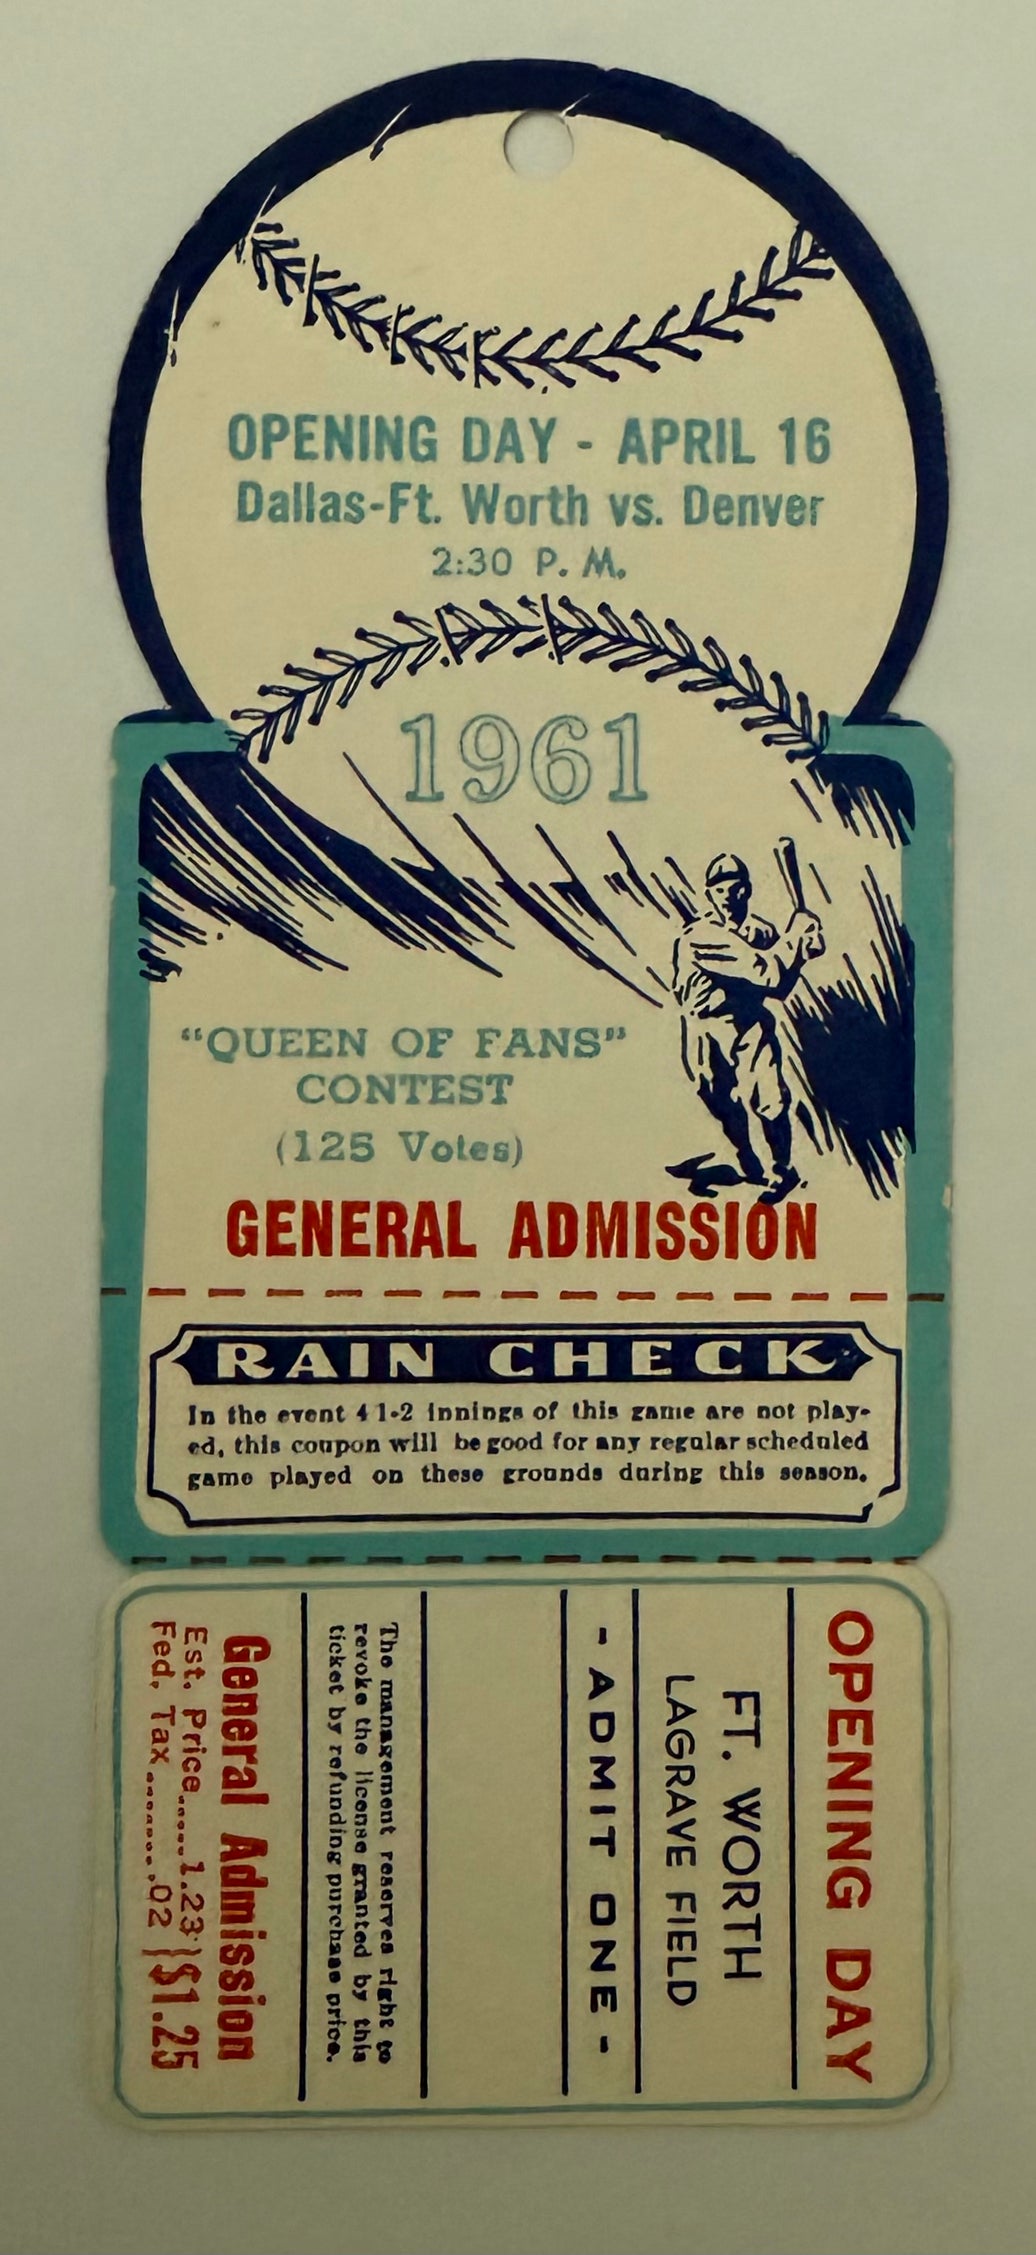 OPENING DAY - APRIL 16
Dallas-Ft. Worth vs. Denver
2:30 P. M.
1961
"QUEEN OF FANS"
CONTEST
(125 Votes)
GENERAL ADMISSION
RAIN CHECK
In the event 4 1-2 innings of this game are not play-
ed, this coupon will be good for any regular scheduled
game played on these grounds during this season.
OPENING DAY
FT. WORTH
LAGRAVE FIELD
- ADMIT ONE -
The management reserves right to
revoke the license granted by this
ticket by refunding purchase price.
General Admission
Est. Price......1.23 } $1.25
Fed. Tax........02